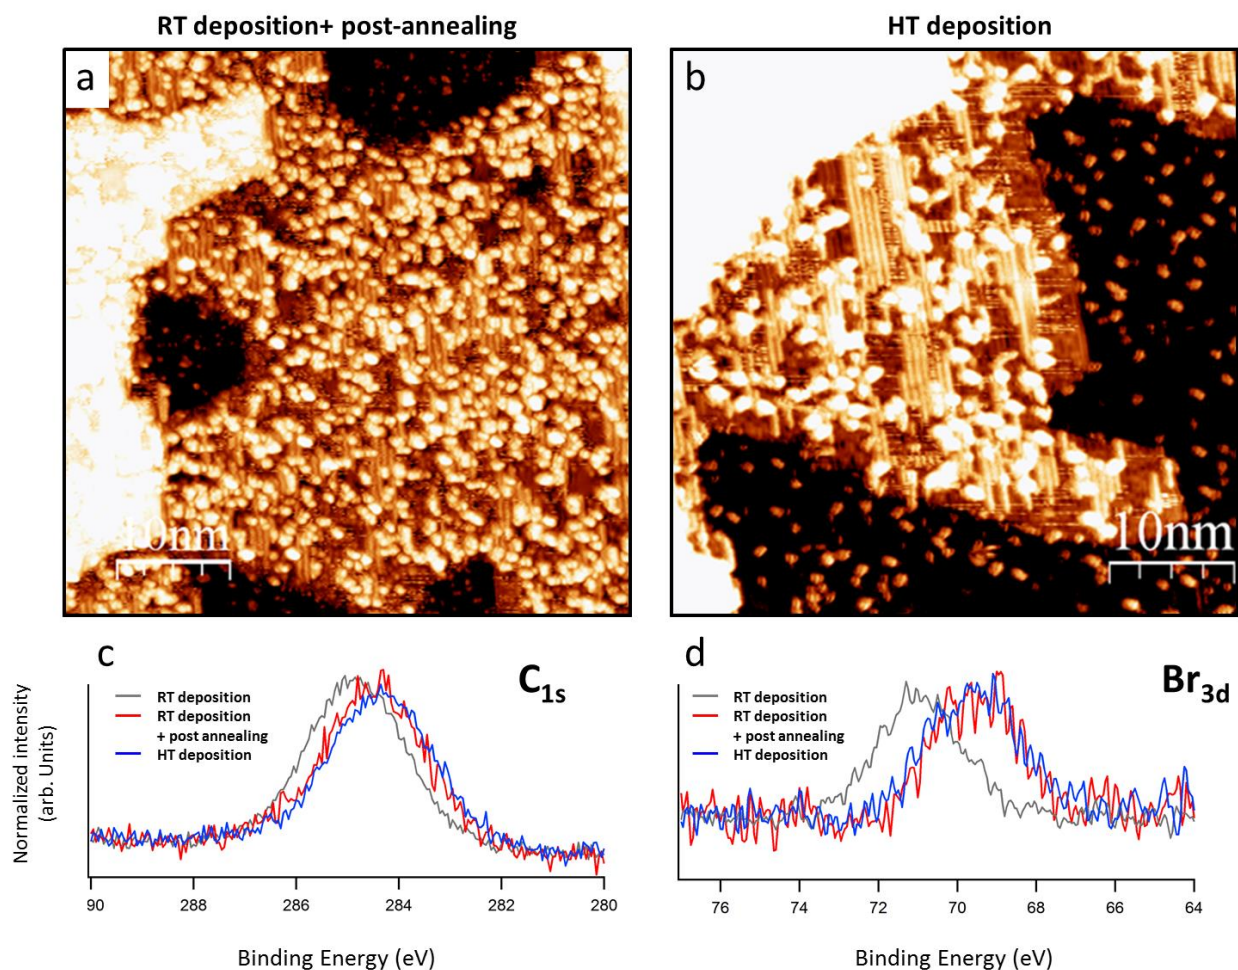 RT deposition+ post-annealing
HT deposition
a
b
10nm
10nm
c
C1s
RT deposition
RT deposition
+ post annealing
HT deposition
d
Br3d
RT deposition
RT deposition
+ post annealing
HT deposition
Normalized intensity
(arb. Units)
90 288 286 284 282 280
76 74 72 70 68 66 64
Binding Energy (eV)
Binding Energy (eV)